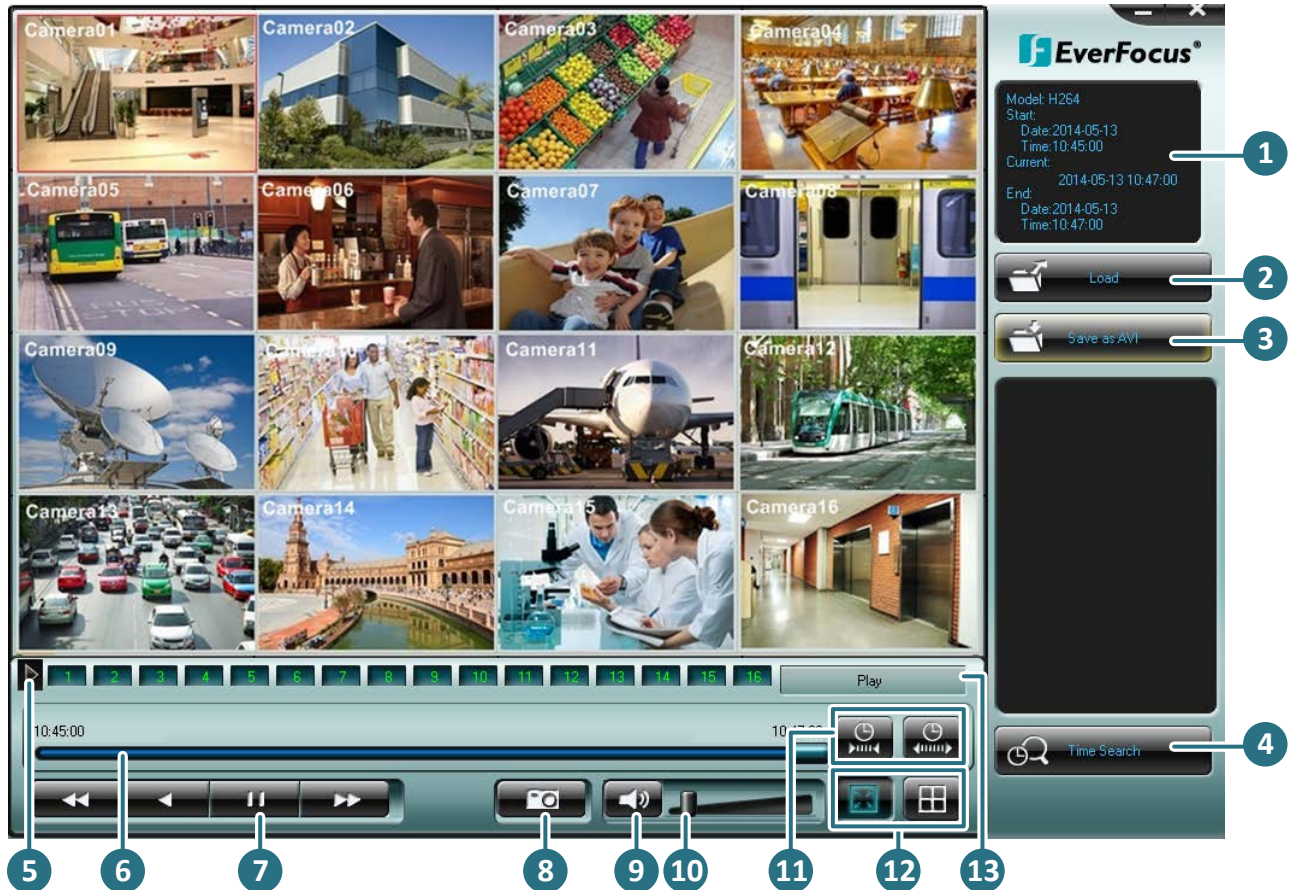 Camera01
Camera02
Camera03
Camera04
Camera05
Camera06
Camera07
Camera08
Camera09
Camera10
Camera11
Camera12
Camera13
Camera14
Camera15
Camera16
EverFocus®
Model: H264
Start:
Date:2014-05-13
Time:10:45:00
Current:
2014-05-13 10:47:00
End:
Date:2014-05-13
Time:10:47:00
1
Load
2
Save as AVI
3
Time Search
4
1 2 3 4 5 6 7 8 9 10 11 12 13 14 15 16
Play
10:45:00
11
5 6 7 8 9 10 12 13